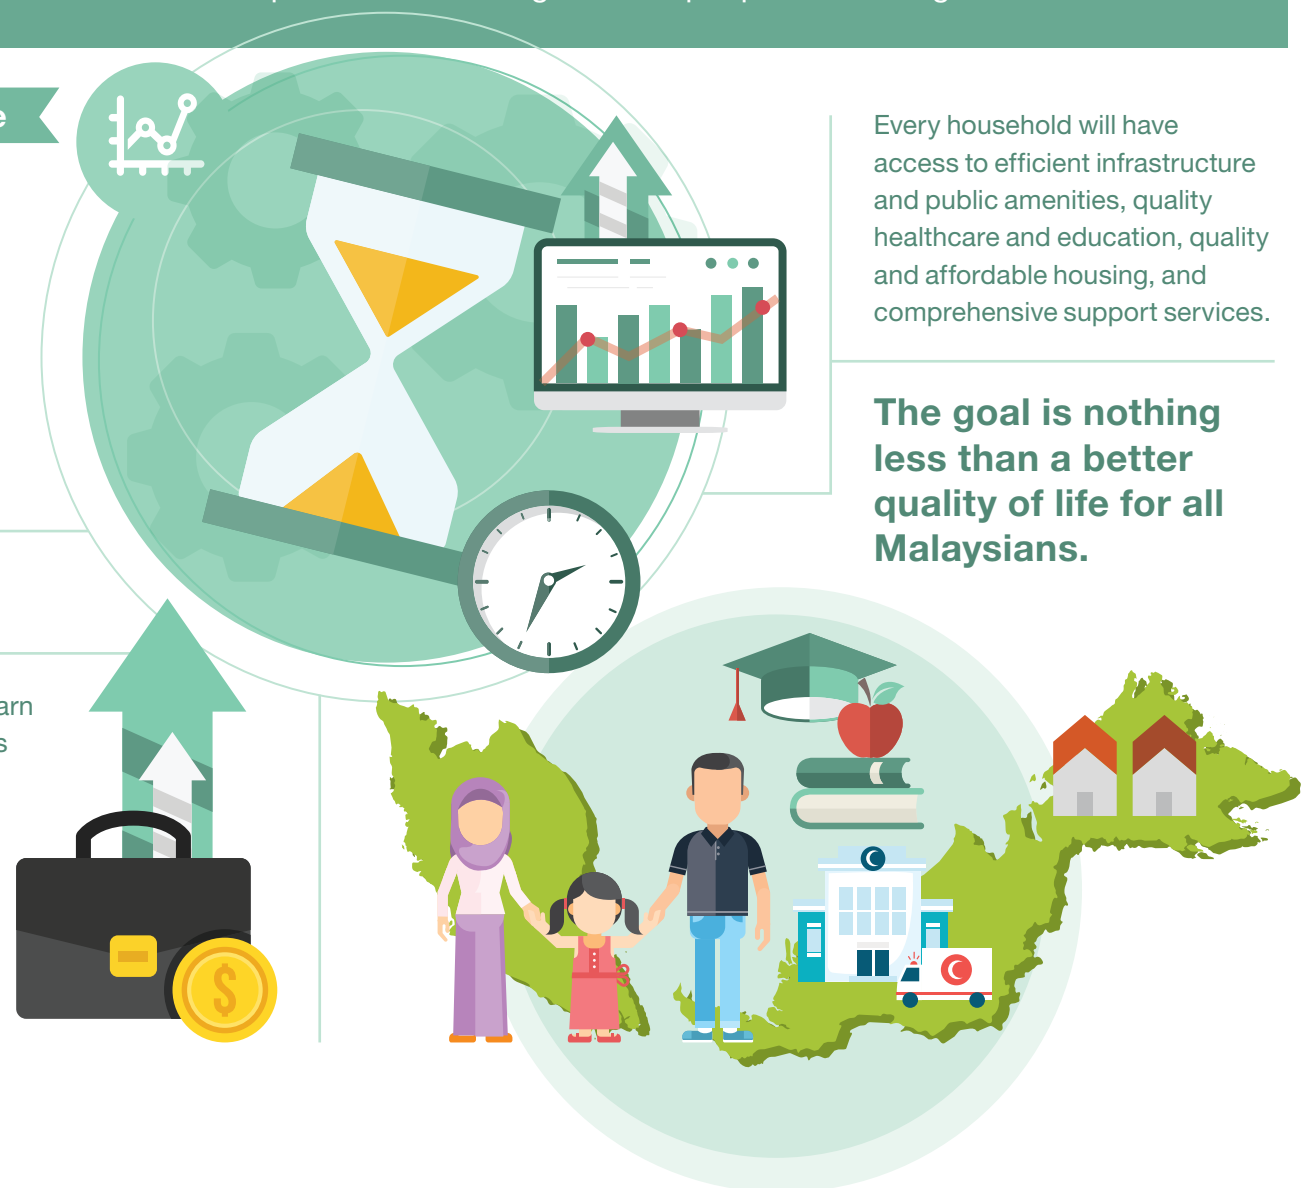 Every household will have
access to efficient infrastructure
and public amenities, quality
healthcare and education, quality
and affordable housing, and
comprehensive support services.
The goal is nothing
less than a better
quality of life for all
Malaysians.
$